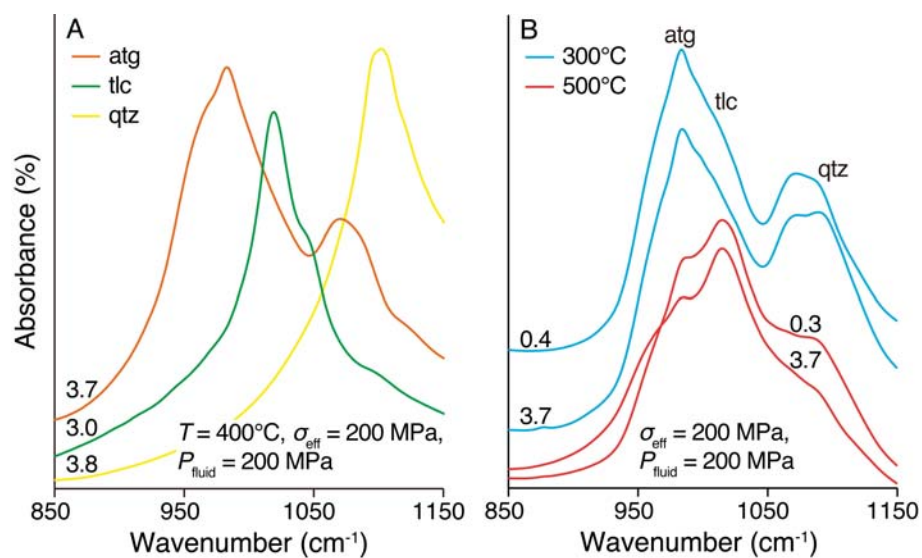 A
atg
tlc
qtz
3.7
3.0
3.8
T = 400°C, σeff = 200 MPa,
Pfluid = 200 MPa
Absorbance (%)
850 950 1050 1150
Wavenumber (cm-1)
B
300°C
500°C
atg
tlc
qtz
0.4
3.7
0.3
3.7
σeff = 200 MPa,
Pfluid = 200 MPa
850 950 1050 1150
Wavenumber (cm-1)